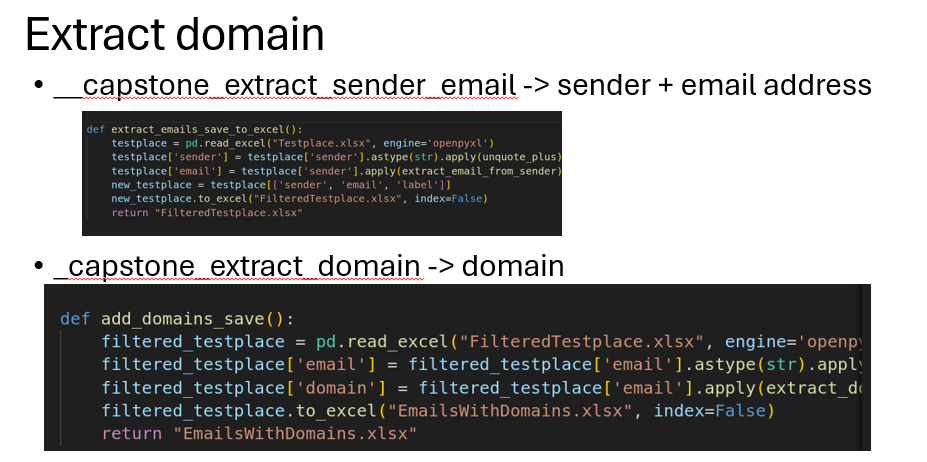 Extract domain
• __capstone_extract_sender_email -> sender + email address
def extract_emails_save_to_excel():
    testplace = pd.read_excel("Testplace.xlsx", engine='openpyxl')
    testplace['sender'] = testplace['sender'].astype(str).apply(unquote_plus)
    testplace['email'] = testplace['sender'].apply(extract_email_from_sender)
    new_testplace = testplace[['sender', 'email', 'label']]
    new_testplace.to_excel("FilteredTestplace.xlsx", index=False)
    return "FilteredTestplace.xlsx"
• _capstone_extract_domain -> domain
def add_domains_save():
    filtered_testplace = pd.read_excel("FilteredTestplace.xlsx", engine='openpy
    filtered_testplace['email'] = filtered_testplace['email'].astype(str).apply
    filtered_testplace['domain'] = filtered_testplace['email'].apply(extract_do
    filtered_testplace.to_excel("EmailsWithDomains.xlsx", index=False)
    return "EmailsWithDomains.xlsx"